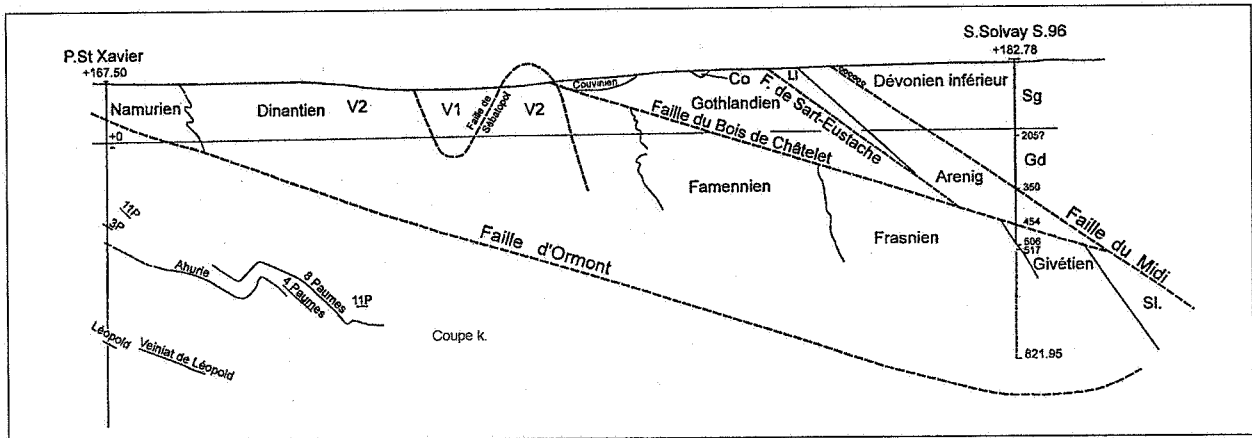 P.St Xavier
+167.50
S.Solvay S.96
+182.78
Namurien
Dinantien
V2
V1
Faille de Sébatopol
V2
Couvinien
Co
Gothlandien
Ll
F. de Sart-Eustache
Dévonien inférieur
Sg
+0
Faille du Bois de Châtelet
205?
Gd
Famennien
Arenig
350
Faille du Midi
11P
3P
Faille d'Ormont
Frasnien
454
506
517
Givétien
Ahurie
8 Paumes
4 Paumes
11P
Sl.
Léopold
Veiniat de Léopold
Coupe k.
821.95